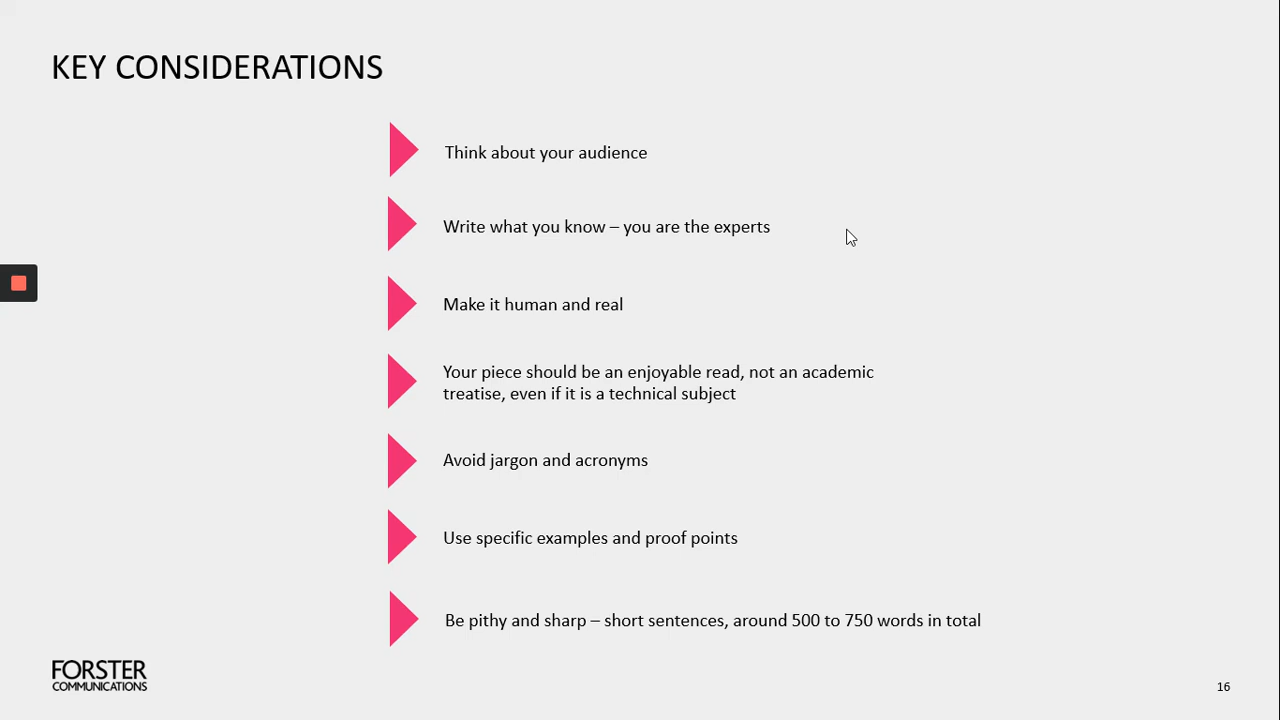 KEY CONSIDERATIONS
Think about your audience
Write what you know – you are the experts
Make it human and real
Your piece should be an enjoyable read, not an academic
treatise, even if it is a technical subject
Avoid jargon and acronyms
Use specific examples and proof points
Be pithy and sharp – short sentences, around 500 to 750 words in total
FORSTER
COMMUNICATIONS
16